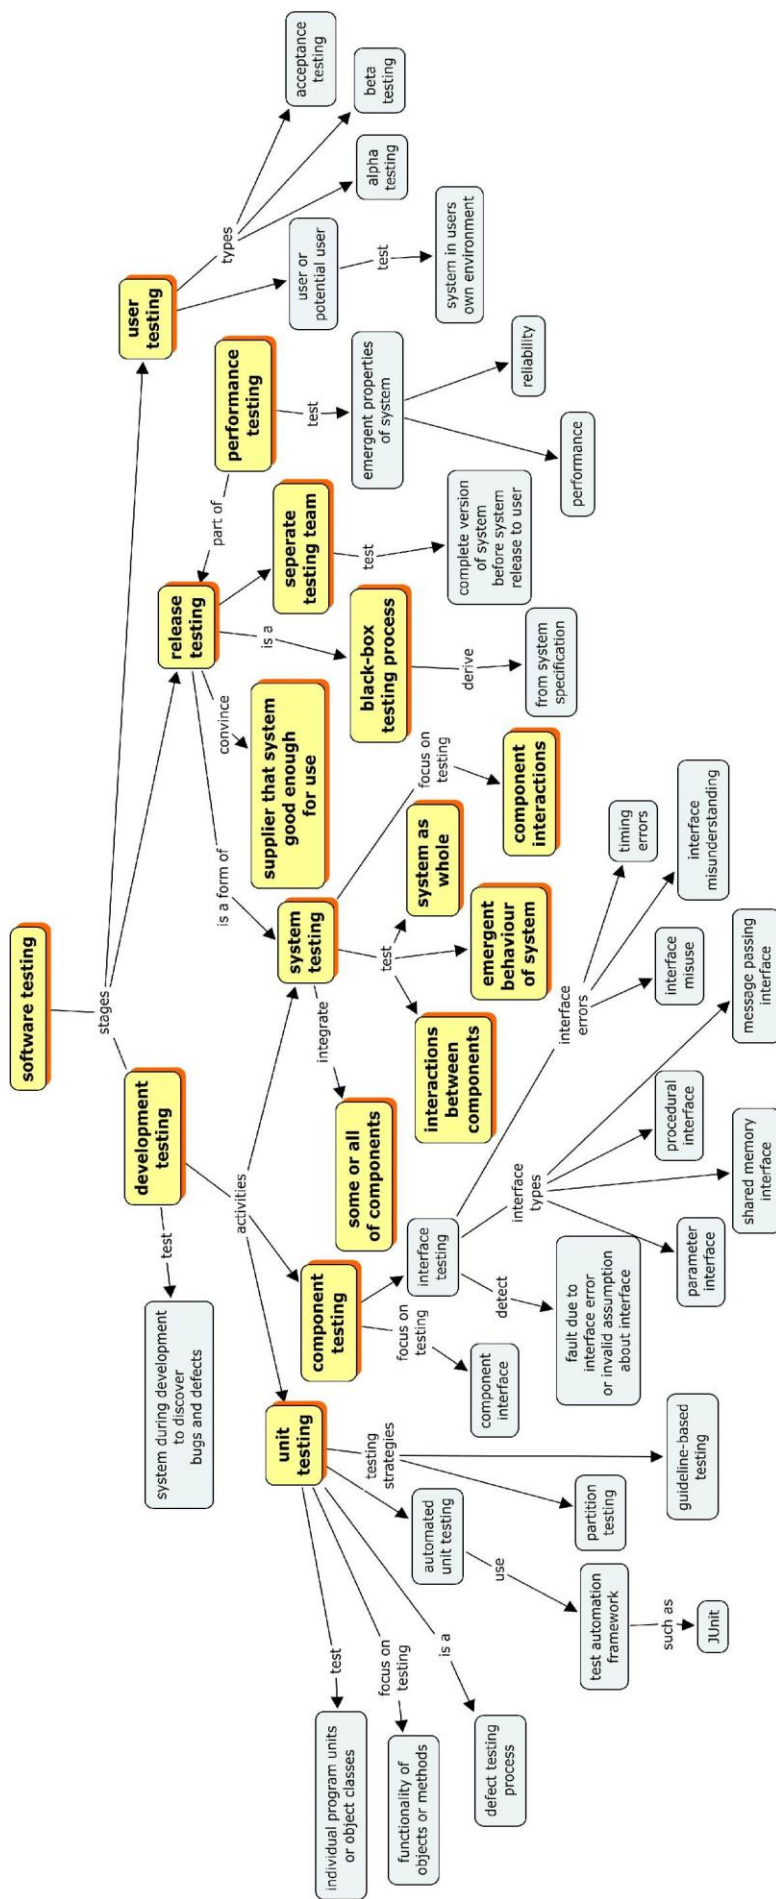 software testing
stages
development
testing
release
testing
user
testing
test
system during development
to discover
bugs and defects
activities
unit
testing
component
testing
system
testing
test
individual program units
or object classes
focus on
testing
functionality of
objects or methods
is a
defect testing
process
automated
unit testing
use
test automation
framework
such as
JUnit
testing
strategies
partition
testing
guideline-based
testing
focus on
testing
component
interface
interface
testing
detect
fault due to
interface error
or invalid assumption
about interface
interface
types
parameter
interface
shared memory
interface
procedural
interface
message passing
interface
interface
errors
interface
misuse
interface
misunderstanding
timing
errors
integrate
some or all
of components
test
interactions
between
components
emergent
behaviour
of system
system as
whole
focus on
testing
component
interactions
is a form of
convince
supplier that system
good enough
for use
is a
black-box
testing process
derive
from system
specification
seperate
testing team
test
complete version
of system
before system
release to user
part of
performance
testing
test
emergent properties
of system
performance
reliability
user or
potential user
test
system in users
own environment
types
alpha
testing
beta
testing
acceptance
testing